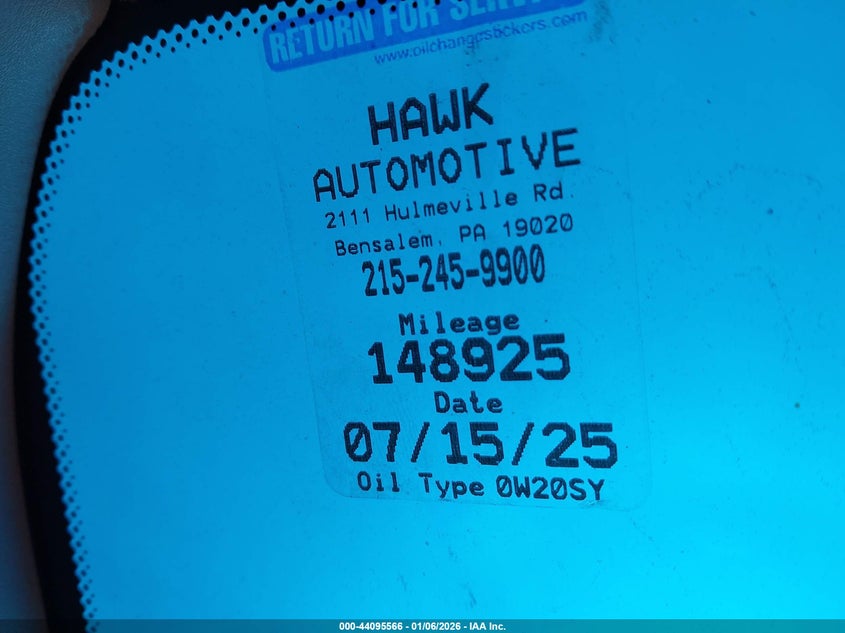 RETURN FOR SERVICE
www.oilchangestickers.com
HAWK
AUTOMOTIVE
2111 Hulmeville Rd.
Bensalem, PA 19020
215-245-9900
Mileage
148925
Date
07/15/25
Oil Type 0W20SY
000-44095566 - 01/06/2026 - IAA Inc.